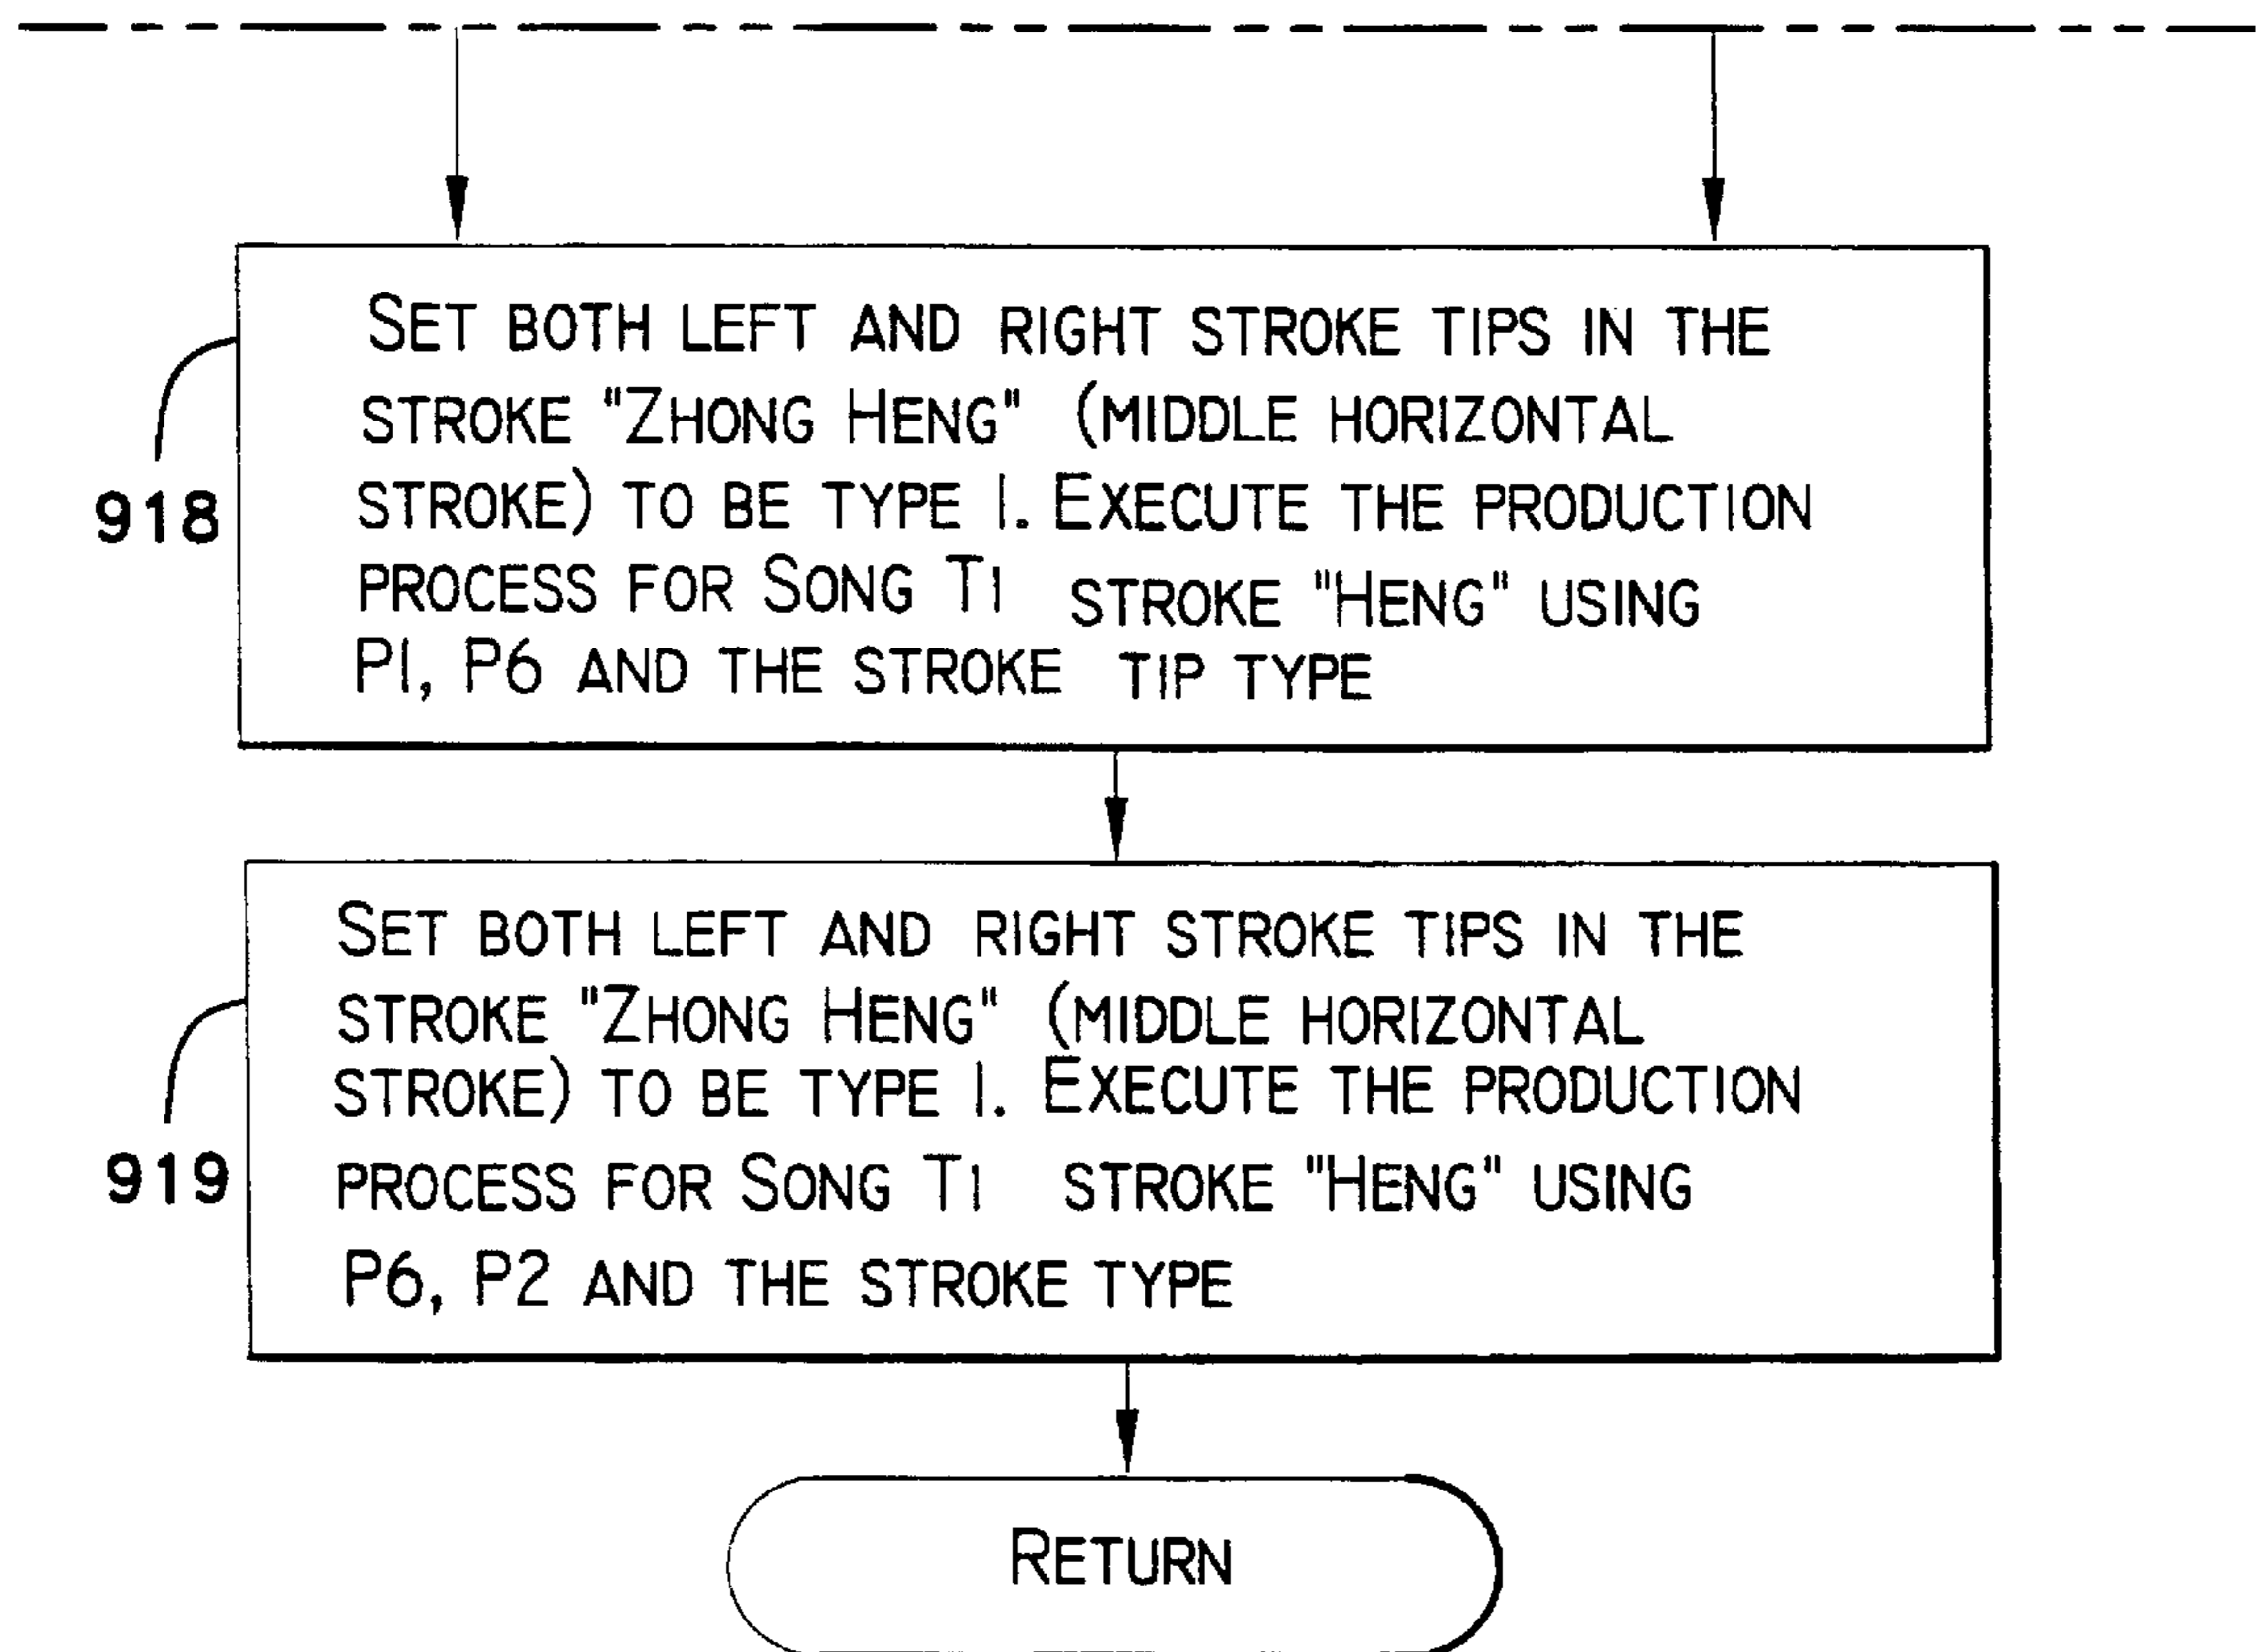 SET BOTH LEFT AND RIGHT STROKE TIPS IN THE
STROKE "ZHONG HENG" (MIDDLE HORIZONTAL
STROKE) TO BE TYPE 1. EXECUTE THE PRODUCTION
PROCESS FOR SONG TI STROKE "HENG" USING
P1, P6 AND THE STROKE TIP TYPE
918
SET BOTH LEFT AND RIGHT STROKE TIPS IN THE
STROKE "ZHONG HENG" (MIDDLE HORIZONTAL
STROKE) TO BE TYPE 1. EXECUTE THE PRODUCTION
PROCESS FOR SONG TI STROKE "HENG" USING
P6, P2 AND THE STROKE TYPE
919
RETURN